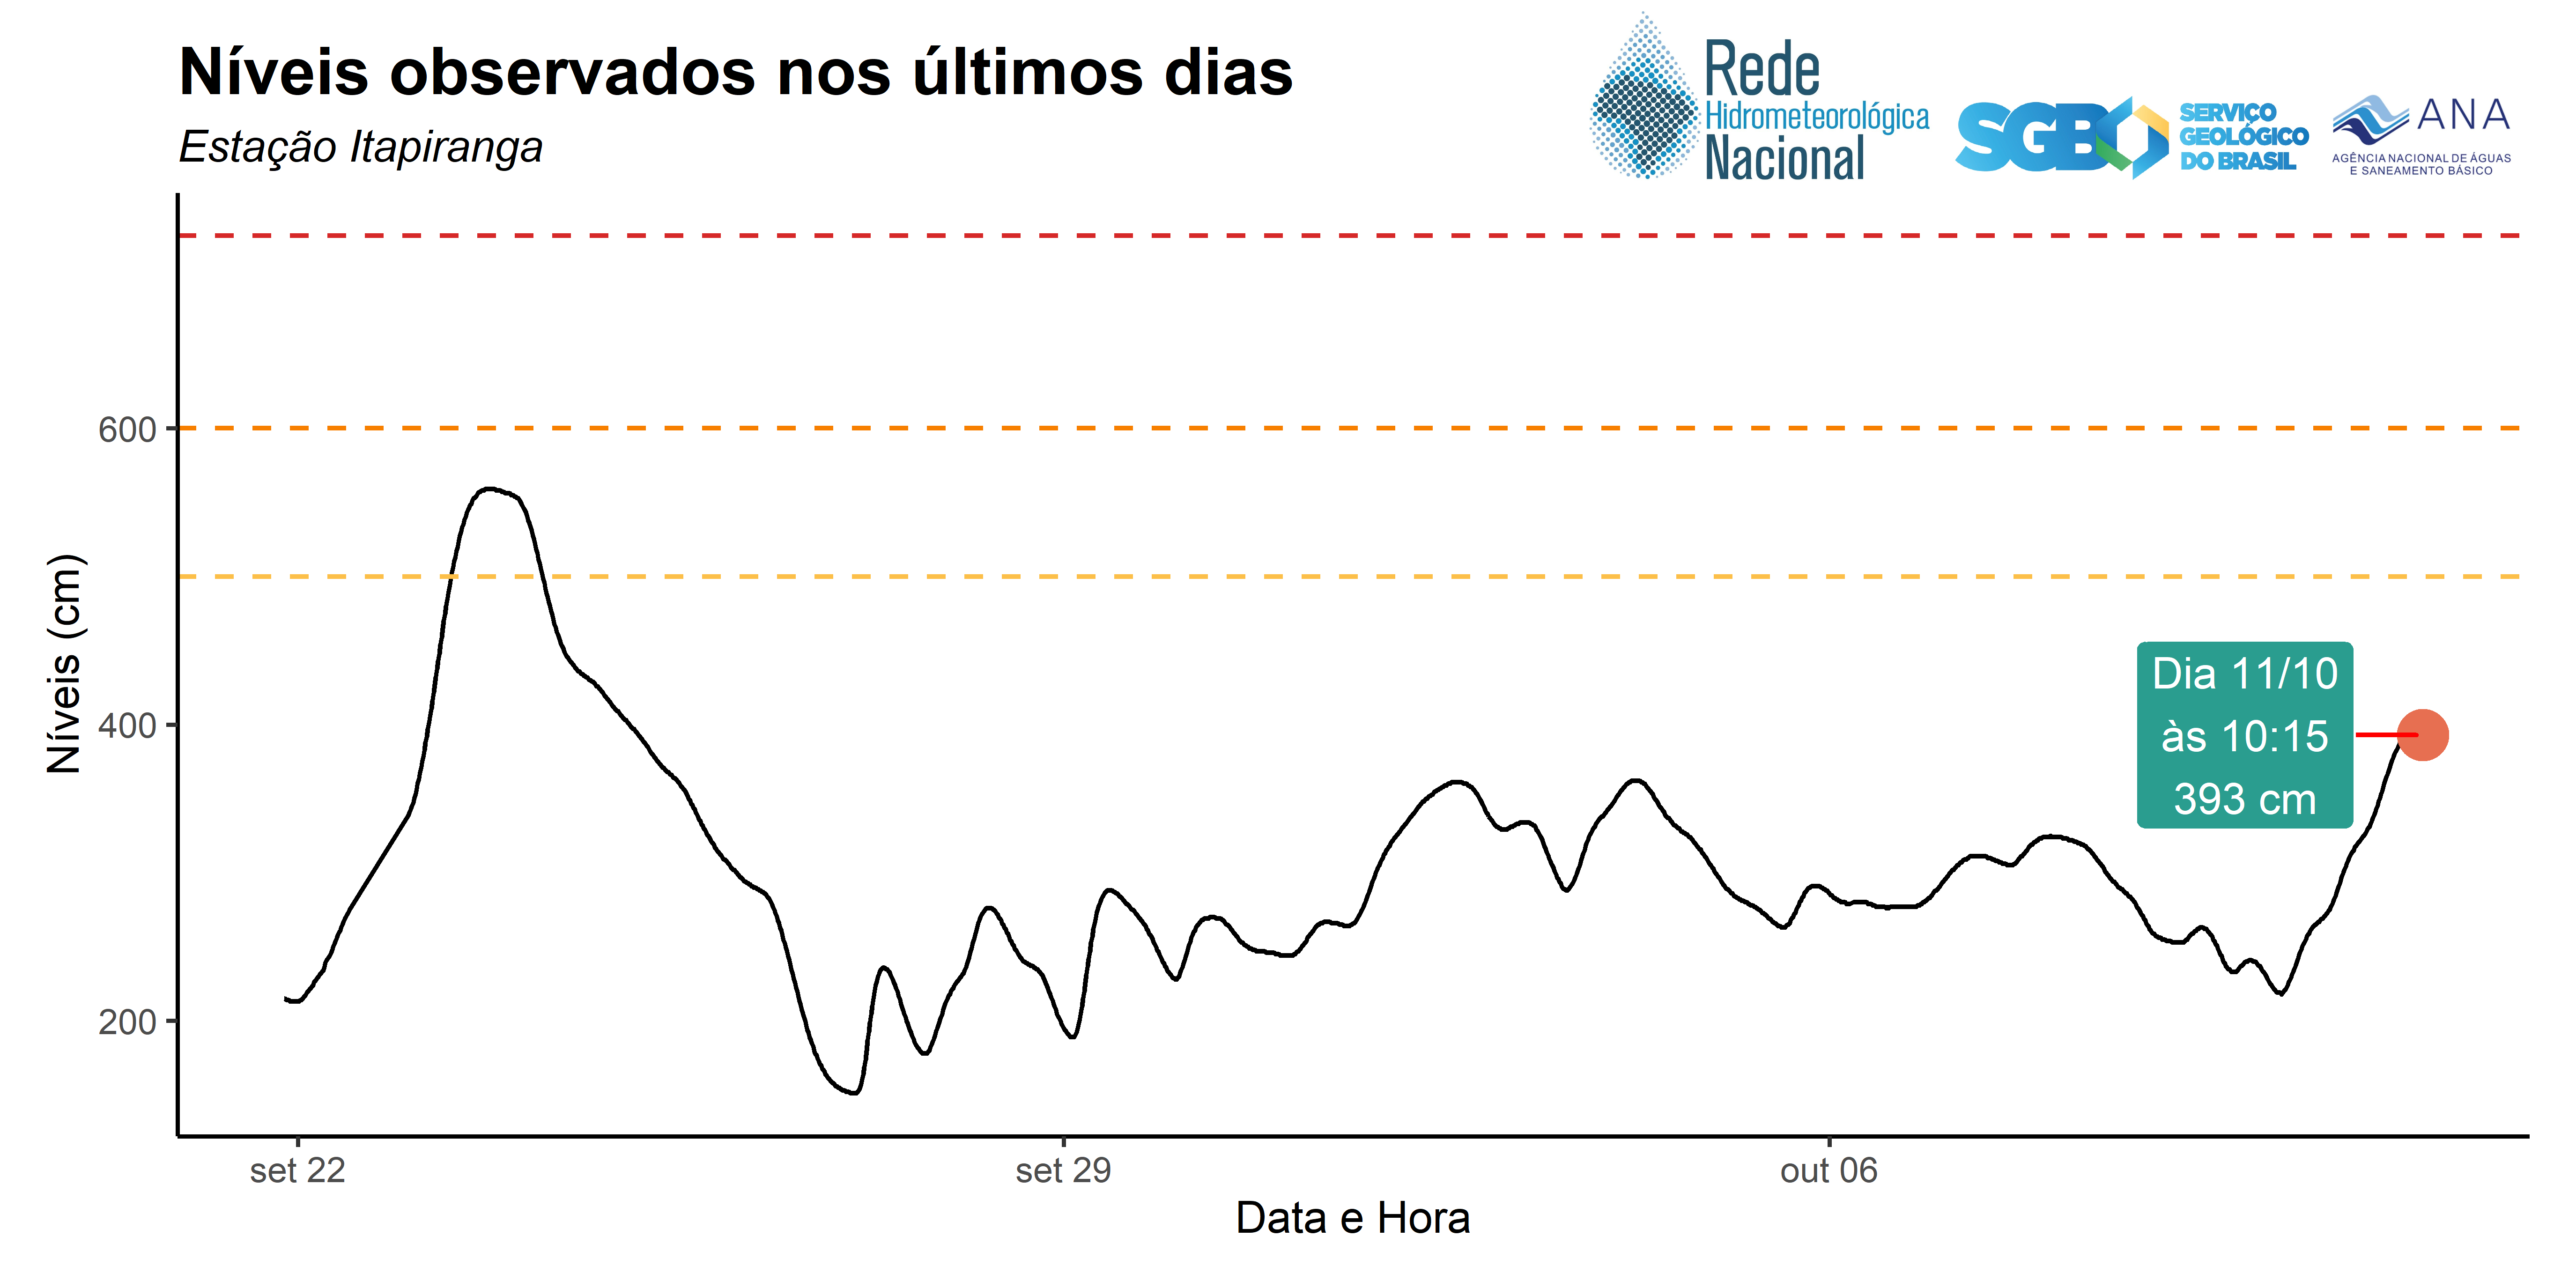 Níveis observados nos últimos dias
Estação Itapiranga
Rede
Hidrometeorológica
Nacional
SGB
SERVIÇO
GEOLÓGICO
DO BRASIL
ANA
AGÊNCIA NACIONAL DE ÁGUAS
E SANEAMENTO BÁSICO
Níveis (cm)
600
400
200
Dia 11/10
às 10:15
393 cm
set 22
set 29
out 06
Data e Hora